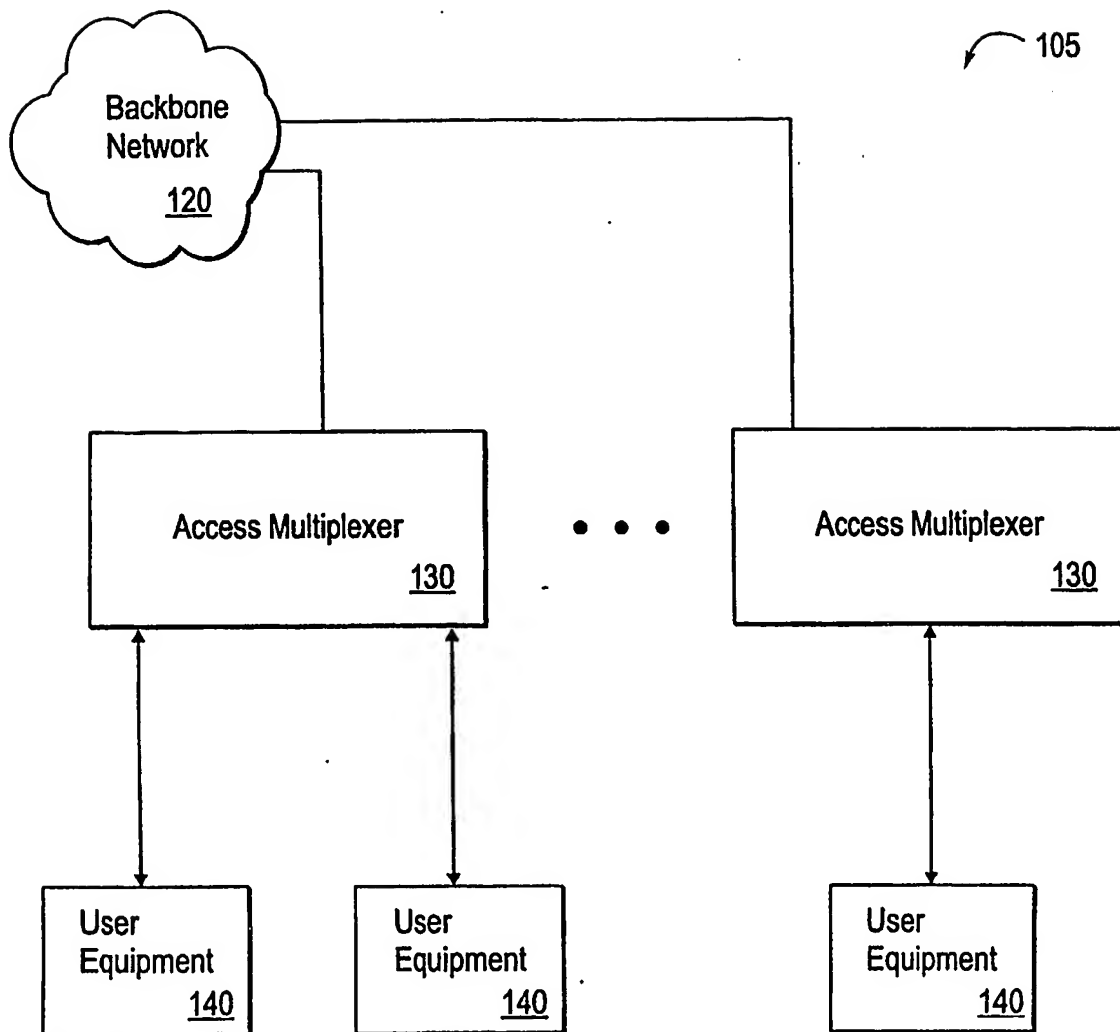 105
Backbone
Network
120
Access Multiplexer
130
Access Multiplexer
130
User
Equipment
140
User
Equipment
140
User
Equipment
140